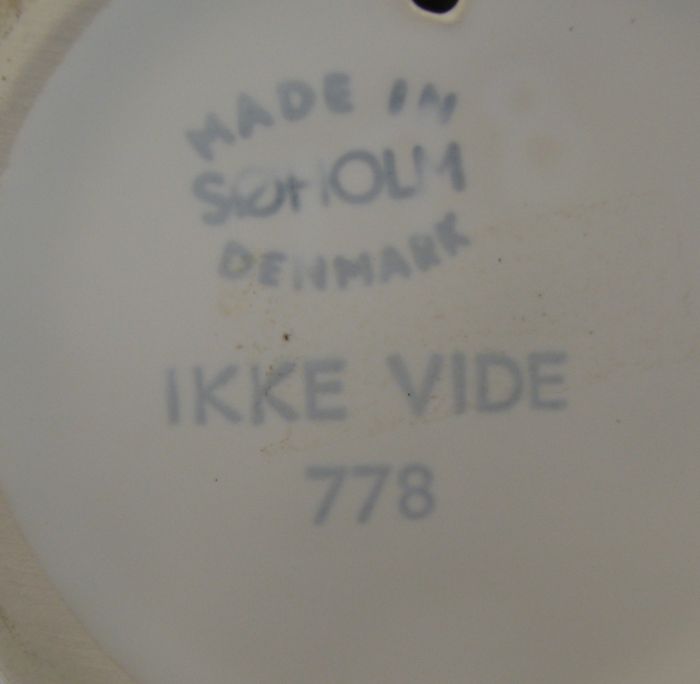 MADE IN
SØHOLM
DENMARK
IKKE VIDE
778